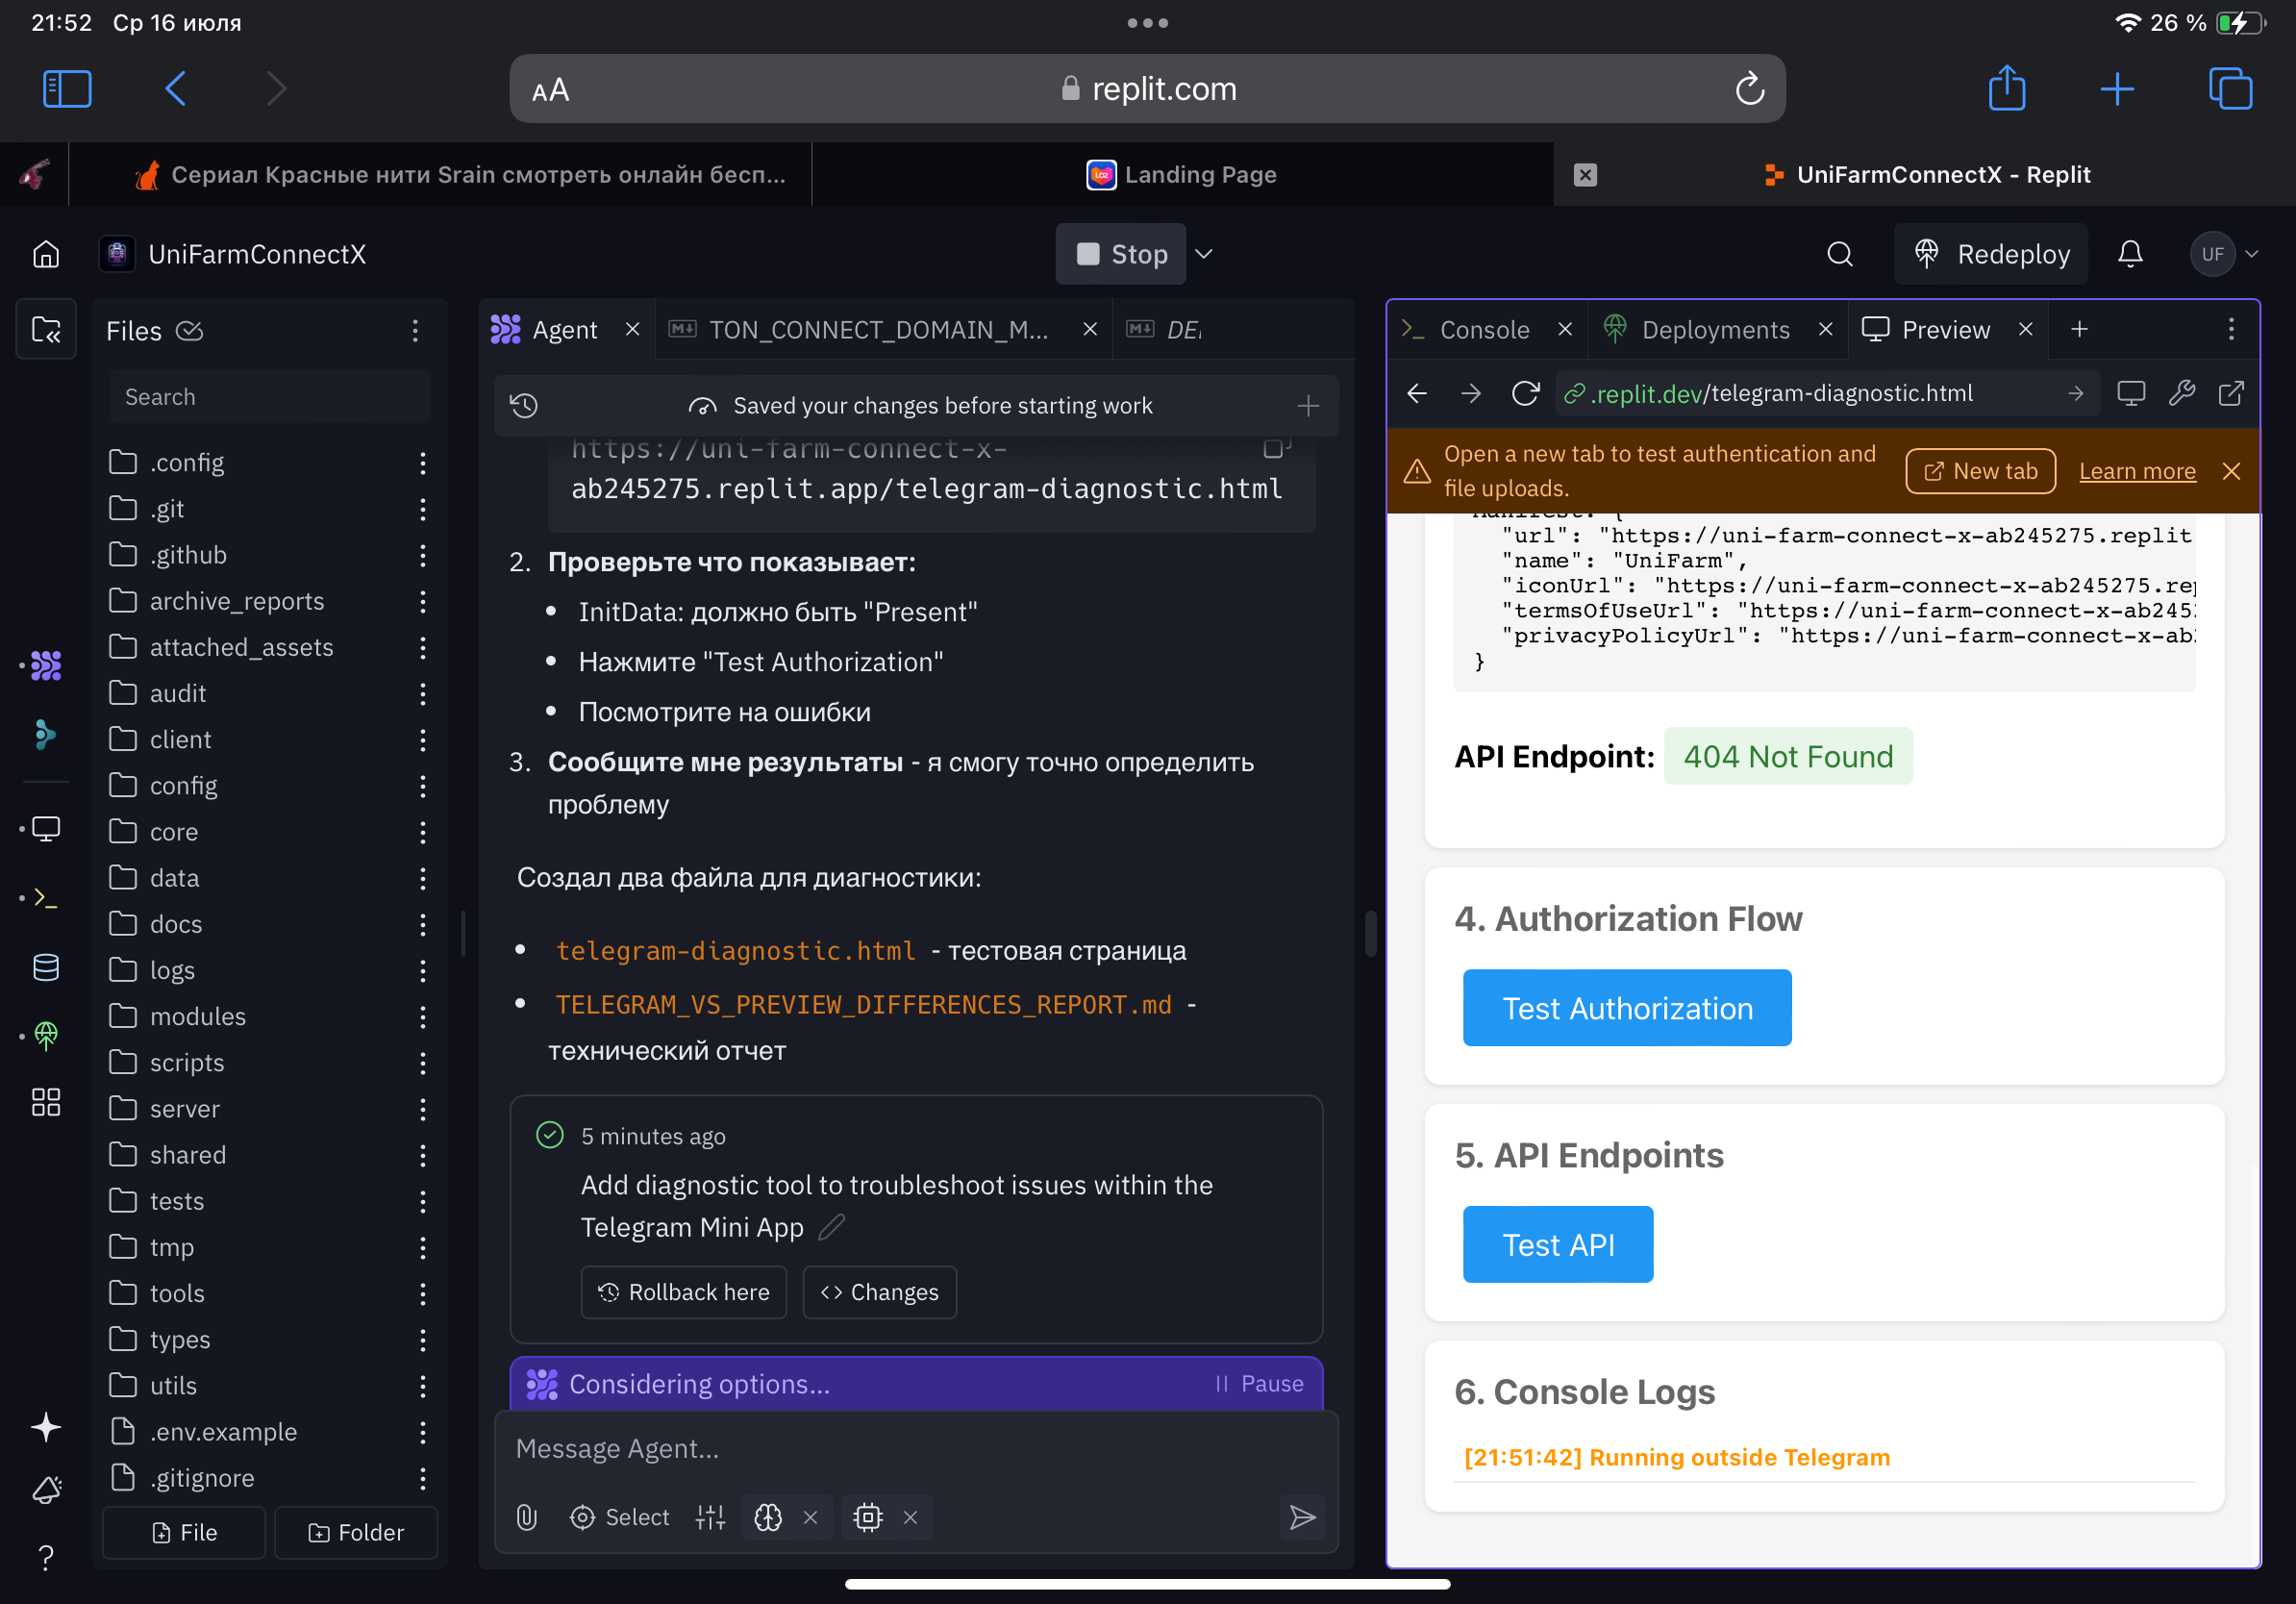 21:52 Ср 16 июля
26 %
AA
replit.com
Сериал Красные нити Srain смотреть онлайн бесп...
Landing Page
UniFarmConnectX - Replit
UniFarmConnectX
Stop
Redeploy
UF
Files
Search
.config
.git
.github
archive_reports
attached_assets
audit
client
config
core
data
docs
logs
modules
scripts
server
shared
tests
tmp
tools
types
utils
.env.example
.gitignore
File
Folder
Agent
TON_CONNECT_DOMAIN_M...
Saved your changes before starting work
https://uni-farm-connect-x-
ab245275.replit.app/telegram-diagnostic.html
2. Проверьте что показывает:
• InitData: должно быть "Present"
• Нажмите "Test Authorization"
• Посмотрите на ошибки
3. Сообщите мне результаты - я смогу точно определить
проблему
Создал два файла для диагностики:
• telegram-diagnostic.html - тестовая страница
• TELEGRAM_VS_PREVIEW_DIFFERENCES_REPORT.md -
технический отчет
5 minutes ago
Add diagnostic tool to troubleshoot issues within the
Telegram Mini App
Rollback here
<> Changes
Considering options...
Pause
Message Agent...
Select
Console
Deployments
Preview
.replit.dev/telegram-diagnostic.html
Open a new tab to test authentication and
file uploads.
New tab
Learn more
"url": "https://uni-farm-connect-x-ab245275.replit
"name": "UniFarm",
"iconUrl": "https://uni-farm-connect-x-ab245275.rep
"termsOfUseUrl": "https://uni-farm-connect-x-ab245
"privacyPolicyUrl": "https://uni-farm-connect-x-ab
}
API Endpoint: 404 Not Found
4. Authorization Flow
Test Authorization
5. API Endpoints
Test API
6. Console Logs
[21:51:42] Running outside Telegram